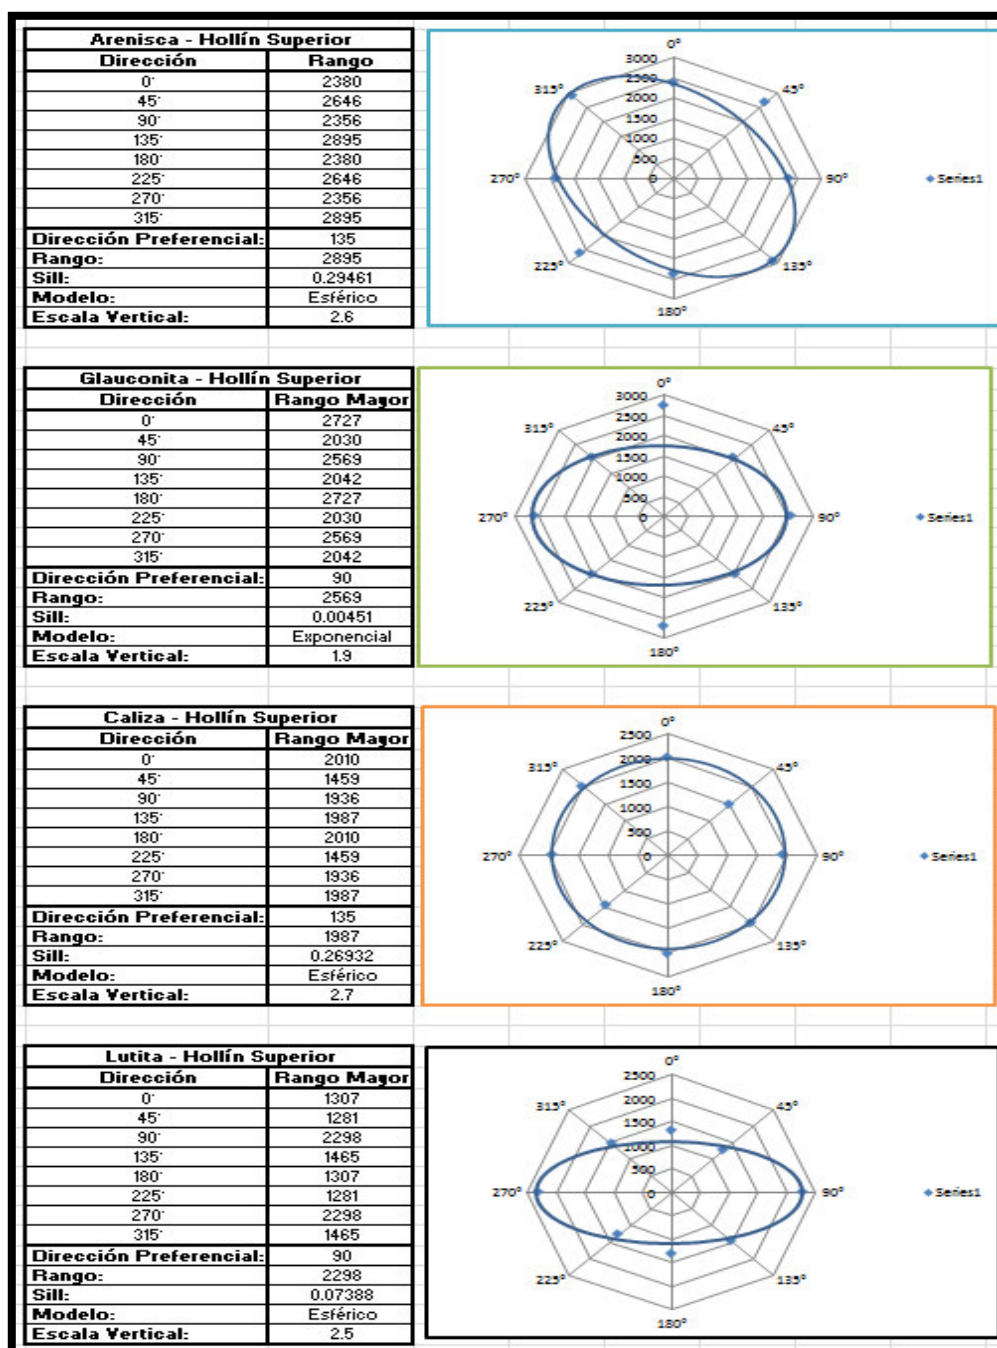 Arenisca - Hollín Superior
Dirección Rango
0° 2380
45° 2646
90° 2356
135° 2895
180° 2380
225° 2646
270° 2356
315° 2895
Dirección Preferencial: 135
Rango: 2895
Sill: 0.29461
Modelo: Esférico
Escala Vertical: 2.6
0°
3000
2500
2000
1500
1000
500
0
45°
90°
135°
180°
225°
270°
315°
Series1
Glauconita - Hollín Superior
Dirección Rango Mayor
0° 2727
45° 2030
90° 2569
135° 2042
180° 2727
225° 2030
270° 2569
315° 2042
Dirección Preferencial: 90
Rango: 2569
Sill: 0.00451
Modelo: Exponencial
Escala Vertical: 1.9
0°
3000
2500
2000
1500
1000
500
0
45°
90°
135°
180°
225°
270°
315°
Series1
Caliza - Hollín Superior
Dirección Rango Mayor
0° 2010
45° 1459
90° 1936
135° 1987
180° 2010
225° 1459
270° 1936
315° 1987
Dirección Preferencial: 135
Rango: 1987
Sill: 0.26932
Modelo: Esférico
Escala Vertical: 2.7
0°
2500
2000
1500
1000
500
0
45°
90°
135°
180°
225°
270°
315°
Series1
Lutita - Hollín Superior
Dirección Rango Mayor
0° 1307
45° 1281
90° 2298
135° 1465
180° 1307
225° 1281
270° 2298
315° 1465
Dirección Preferencial: 90
Rango: 2298
Sill: 0.07388
Modelo: Esférico
Escala Vertical: 2.5
0°
2500
2000
1500
1000
500
0
45°
90°
135°
180°
225°
270°
315°
Series1